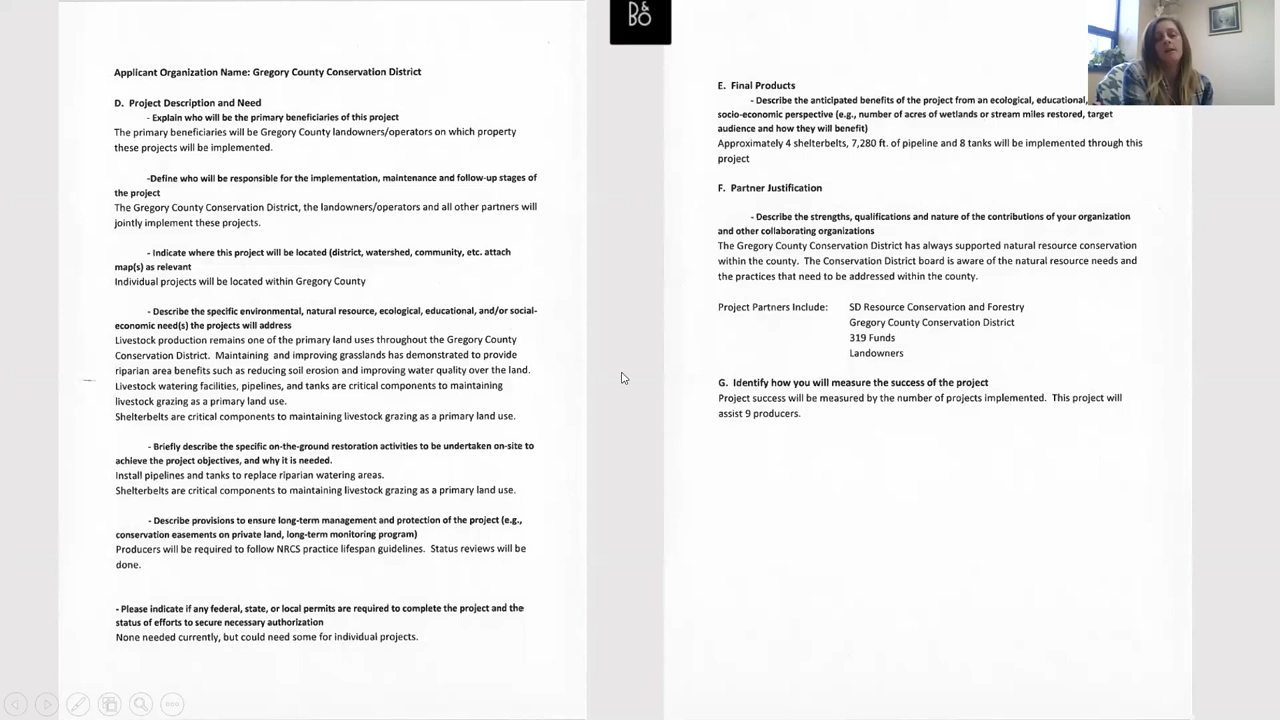 Applicant Organization Name: Gregory County Conservation District
D. Project Description and Need
- Explain who will be the primary beneficiaries of this project
The primary beneficiaries will be Gregory County landowners/operators on which property
these projects will be implemented.
-Define who will be responsible for the implementation, maintenance and follow-up stages of
the project
The Gregory County Conservation District, the landowners/operators and all other partners will
jointly implement these projects.
- Indicate where this project will be located (district, watershed, community, etc. attach
map(s) as relevant
Individual projects will be located within Gregory County
- Describe the specific environmental, natural resource, ecological, educational, and/or social-
economic need(s) the projects will address
Livestock production remains one of the primary land uses throughout the Gregory County
Conservation District. Maintaining and improving grasslands has demonstrated to provide
riparian area benefits such as reducing soil erosion and improving water quality over the land.
Livestock watering facilities, pipelines, and tanks are critical components to maintaining
livestock grazing as a primary land use.
Shelterbelts are critical components to maintaining livestock grazing as a primary land use.
- Briefly describe the specific on-the-ground restoration activities to be undertaken on-site to
achieve the project objectives, and why it is needed.
Install pipelines and tanks to replace riparian watering areas.
Shelterbelts are critical components to maintaining livestock grazing as a primary land use.
- Describe provisions to ensure long-term management and protection of the project (e.g.,
conservation easements on private land, long-term monitoring program)
Producers will be required to follow NRCS practice lifespan guidelines. Status reviews will be
done.
- Please indicate if any federal, state, or local permits are required to complete the project and the
status of efforts to secure necessary authorization
None needed currently, but could need some for individual projects.
B&O
E. Final Products
- Describe the anticipated benefits of the project from an ecological, educational,
socio-economic perspective (e.g., number of acres of wetlands or stream miles restored, target
audience and how they will benefit)
Approximately 4 shelterbelts, 7,280 ft. of pipeline and 8 tanks will be implemented through this
project
F. Partner Justification
- Describe the strengths, qualifications and nature of the contributions of your organization
and other collaborating organizations
The Gregory County Conservation District has always supported natural resource conservation
within the county. The Conservation District board is aware of the natural resource needs and
the practices that need to be addressed within the county.
Project Partners Include: SD Resource Conservation and Forestry
Gregory County Conservation District
319 Funds
Landowners
G. Identify how you will measure the success of the project
Project success will be measured by the number of projects implemented. This project will
assist 9 producers.